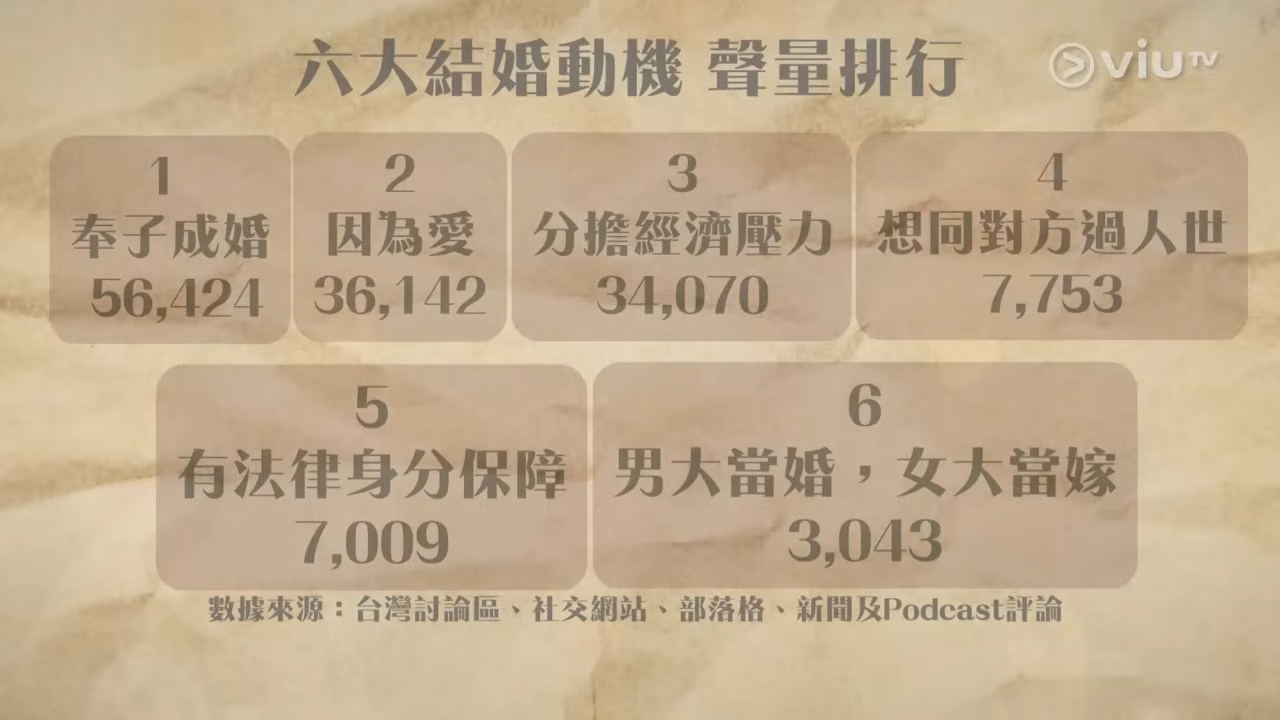 六大結婚動機 聲量排行
viu TV
1
奉子成婚
56,424
2
因為愛
36,142
3
分擔經濟壓力
34,070
4
想同對方過人世
7,753
5
有法律身分保障
7,009
6
男大當婚，女大當嫁
3,043
數據來源：台灣討論區、社交網站、部落格、新聞及Podcast評論